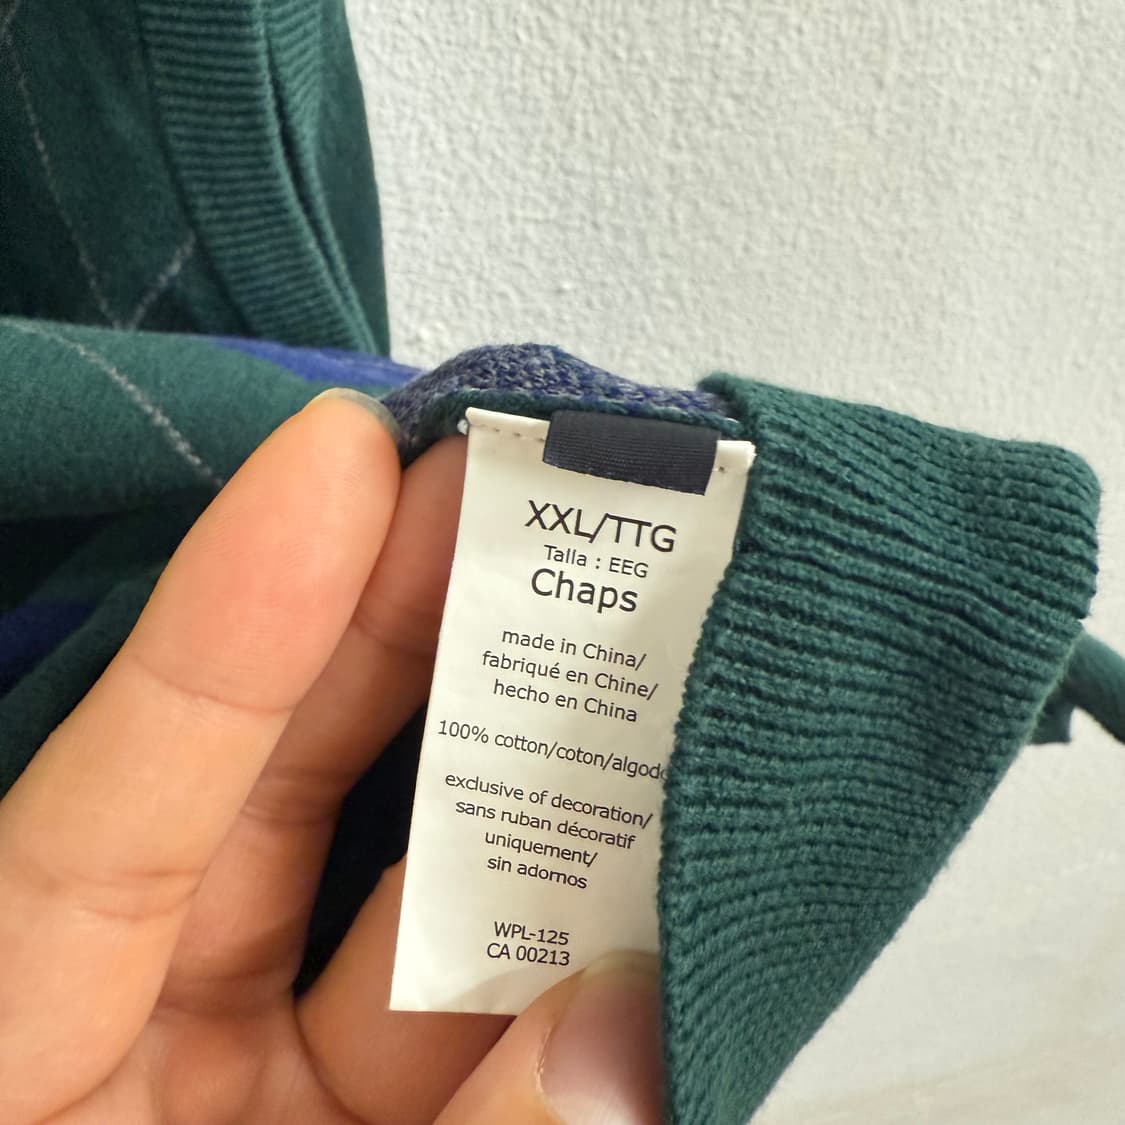 XXL/TTG
Talla : EEG
Chaps
made in China/
fabriqué en Chine/
hecho en China
100% cotton/coton/algod
exclusive of decoration/
sans ruban décoratif
uniquement/
sin adornos
WPL-125
CA 00213